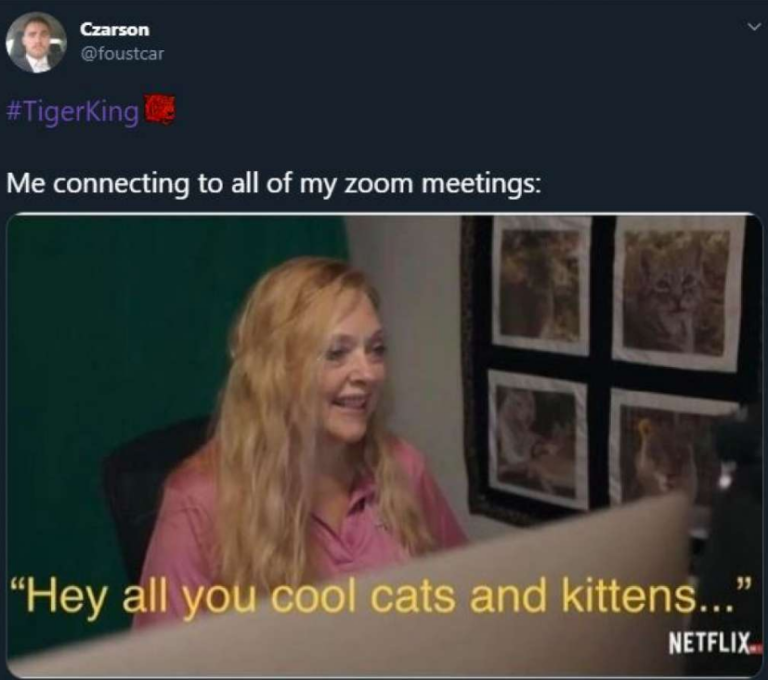 Czarson
@foustcar
#TigerKing
Me connecting to all of my zoom meetings:
“Hey all you cool cats and kittens...”
NETFLIX